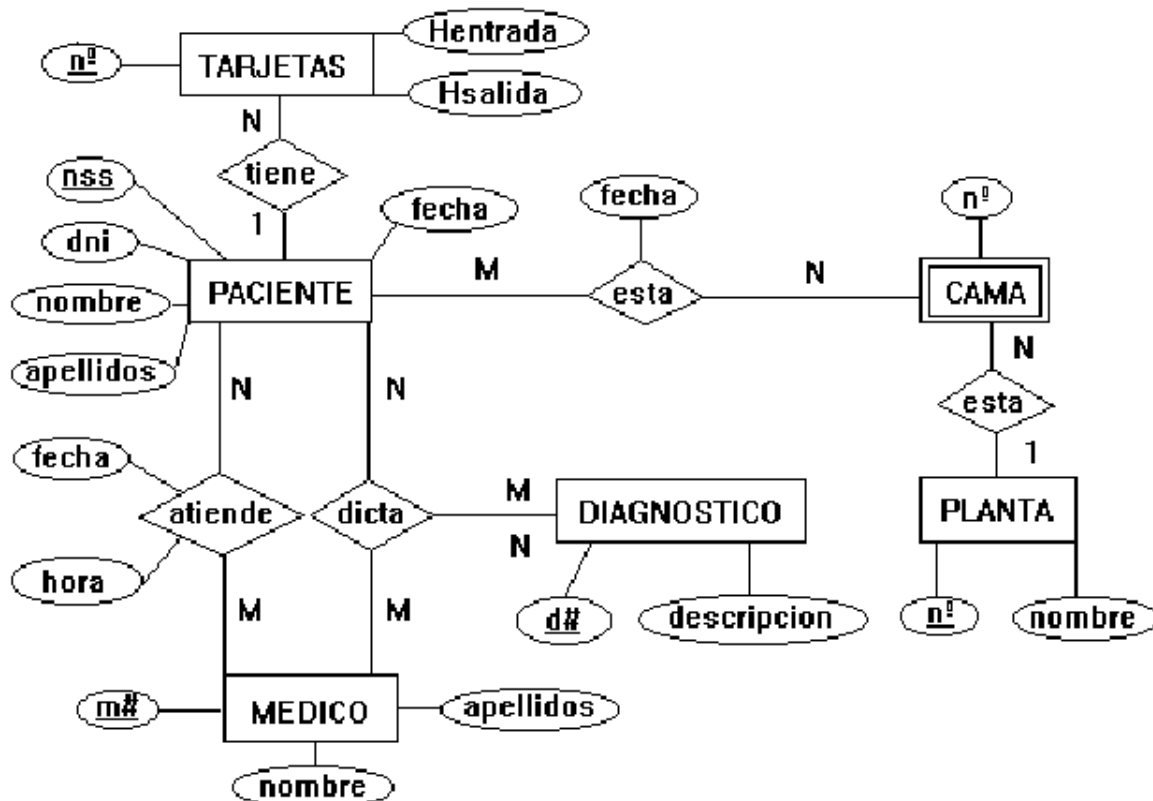 Hentrada
nº
TARJETAS
Hsalida
N
tiene
nss
fecha
fecha
nº
1
dni
M
N
PACIENTE
esta
CAMA
nombre
N
apellidos
N
N
esta
fecha
1
M
atiende
dicta
DIAGNOSTICO
PLANTA
N
hora
M
M
d#
descripcion
nº
nombre
m#
MEDICO
apellidos
nombre